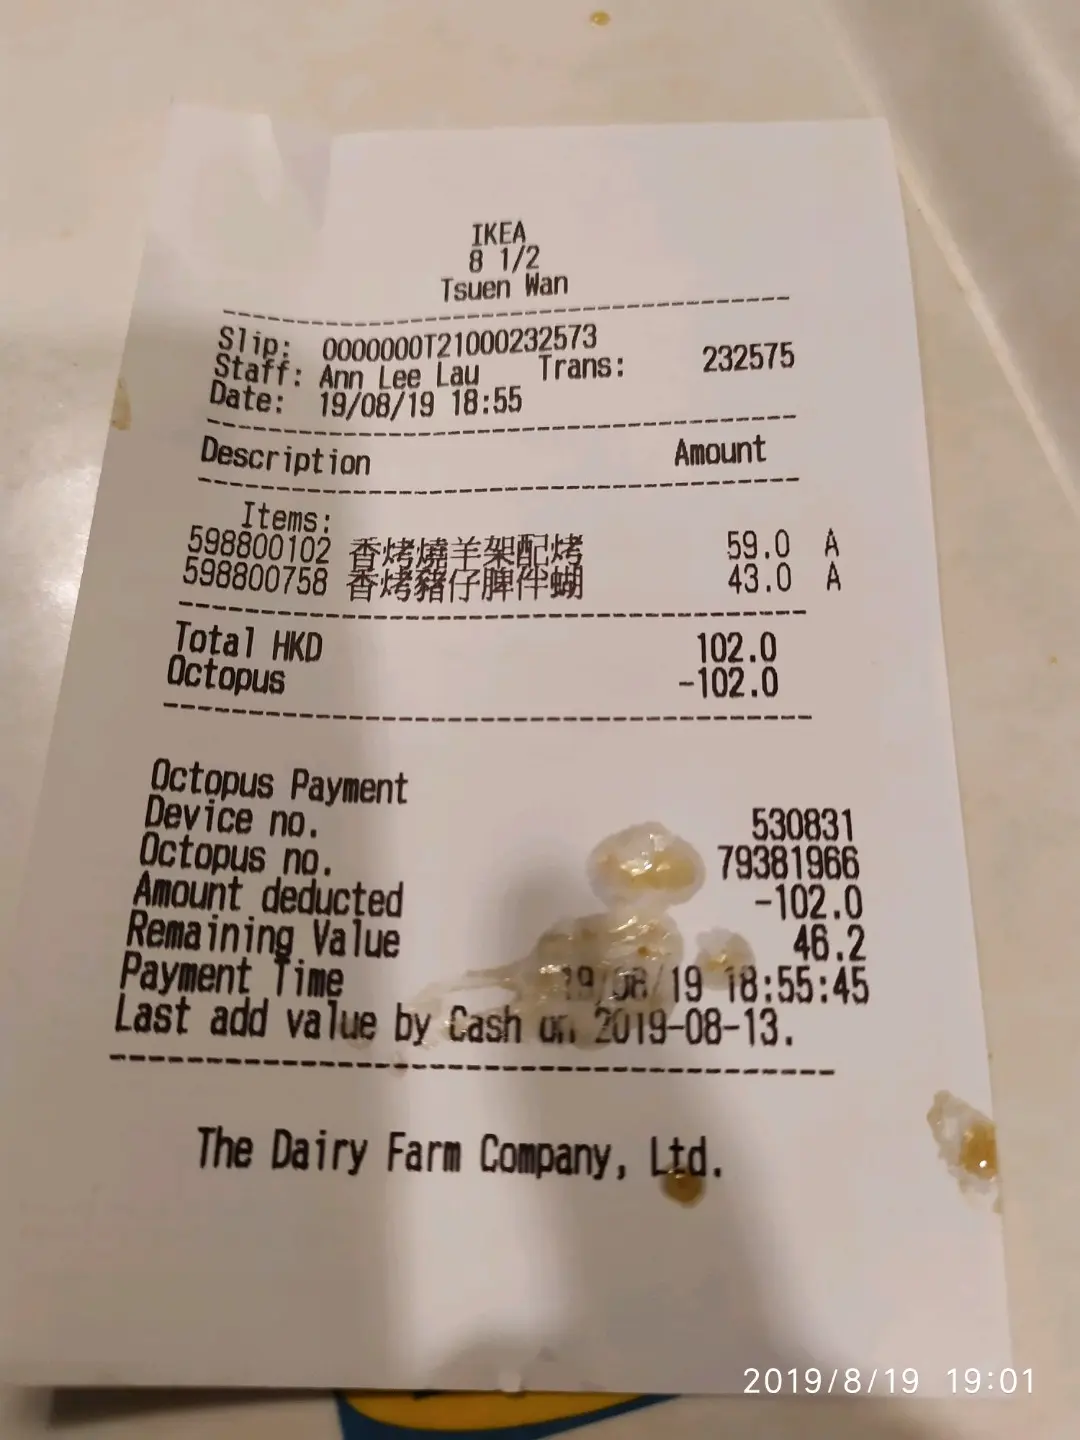 IKEA
8 1/2
Tsuen Wan
Slip: 0000000T21000232573
Staff: Ann Lee Lau Trans: 232575
Date: 19/08/19 18:55
Description Amount
Items:
598800102 香烤燒羊架配烤 59.0 A
598800758 香烤豬仔脾伴蝴 43.0 A
Total HKD 102.0
Octopus -102.0
Octopus Payment
Device no. 530831
Octopus no. 79381966
Amount deducted -102.0
Remaining Value 46.2
Payment Time 19/08/19 18:55:45
Last add value by Cash on 2019-08-13.
The Dairy Farm Company, Ltd.
2019/8/19 19:01